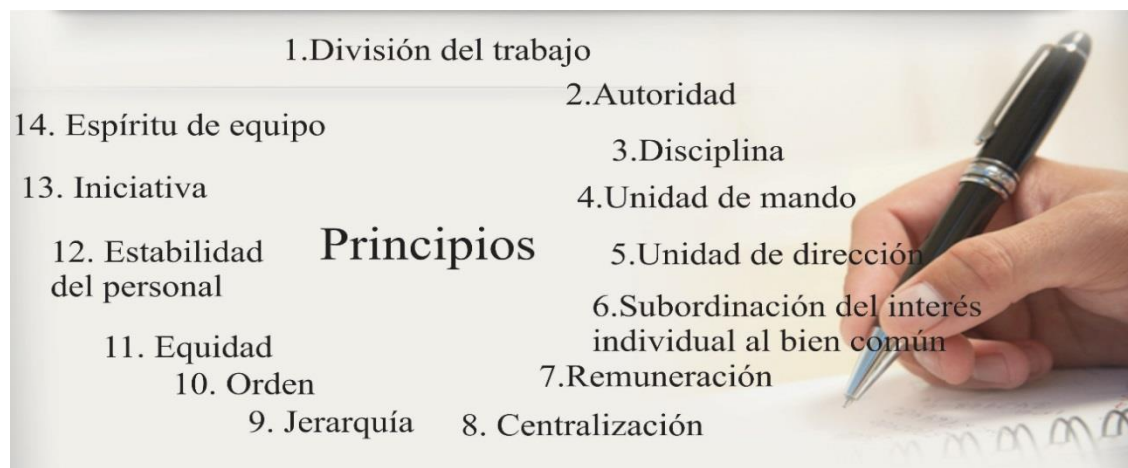 1.División del trabajo
2.Autoridad
3.Disciplina
4.Unidad de mando
5.Unidad de dirección
6.Subordinación del interés
individual al bien común
7.Remuneración
8. Centralización
9. Jerarquía
10. Orden
11. Equidad
12. Estabilidad
del personal
13. Iniciativa
14. Espíritu de equipo
Principios